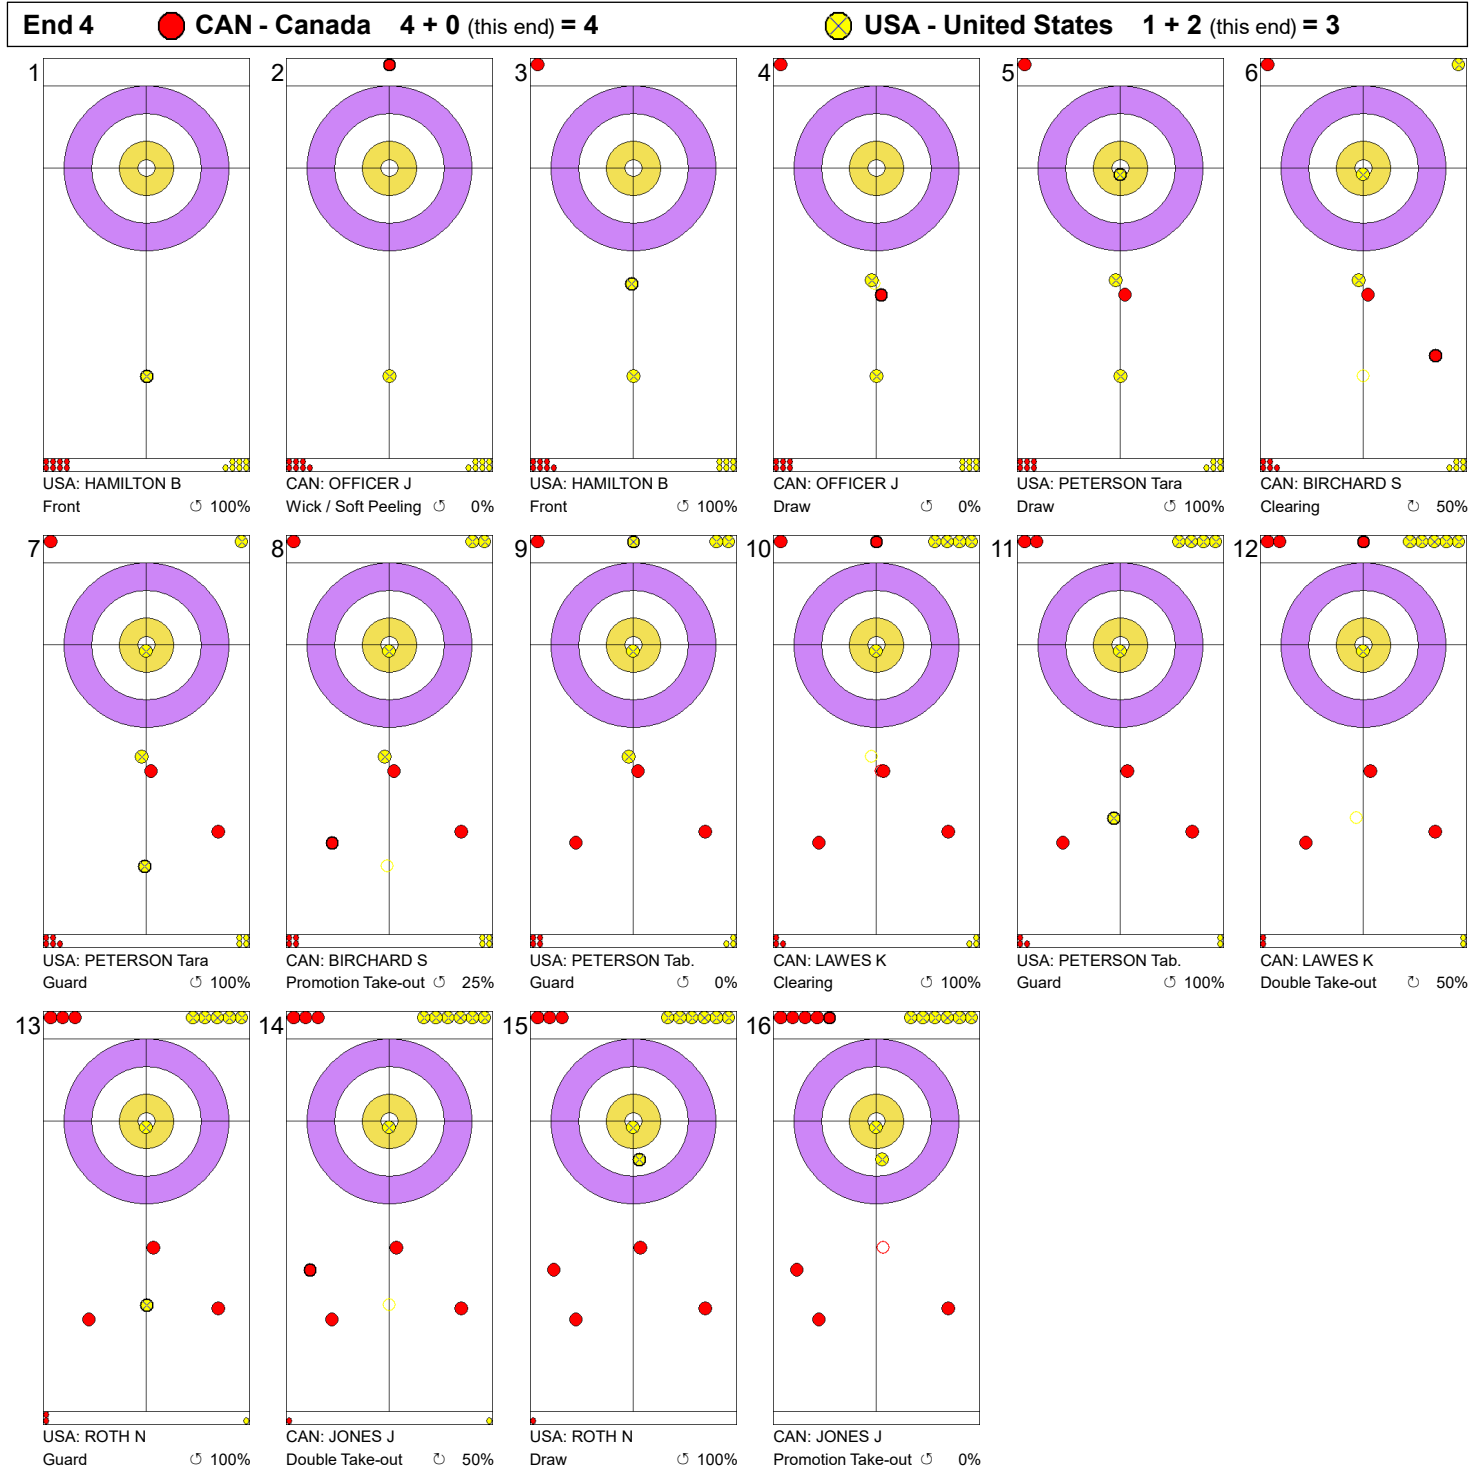 End 4 CAN - Canada 4 + 0 (this end) = 4 USA - United States 1 + 2 (this end) = 3
1 2 3 4 5 6
USA: HAMILTON B CAN: OFFICER J USA: HAMILTON B CAN: OFFICER J USA: PETERSON Tara CAN: BIRCHARD S
Front ↺ 100% Wick / Soft Peeling ↺ 0% Front ↺ 100% Draw ↺ 0% Draw ↺ 100% Clearing ↻ 50%
7 8 9 10 11 12
USA: PETERSON Tara CAN: BIRCHARD S USA: PETERSON Tab. CAN: LAWES K USA: PETERSON Tab. CAN: LAWES K
Guard ↺ 100% Promotion Take-out ↺ 25% Guard ↺ 0% Clearing ↺ 100% Guard ↺ 100% Double Take-out ↻ 50%
13 14 15 16
USA: ROTH N CAN: JONES J USA: ROTH N CAN: JONES J
Guard ↺ 100% Double Take-out ↻ 50% Draw ↺ 100% Promotion Take-out ↺ 0%